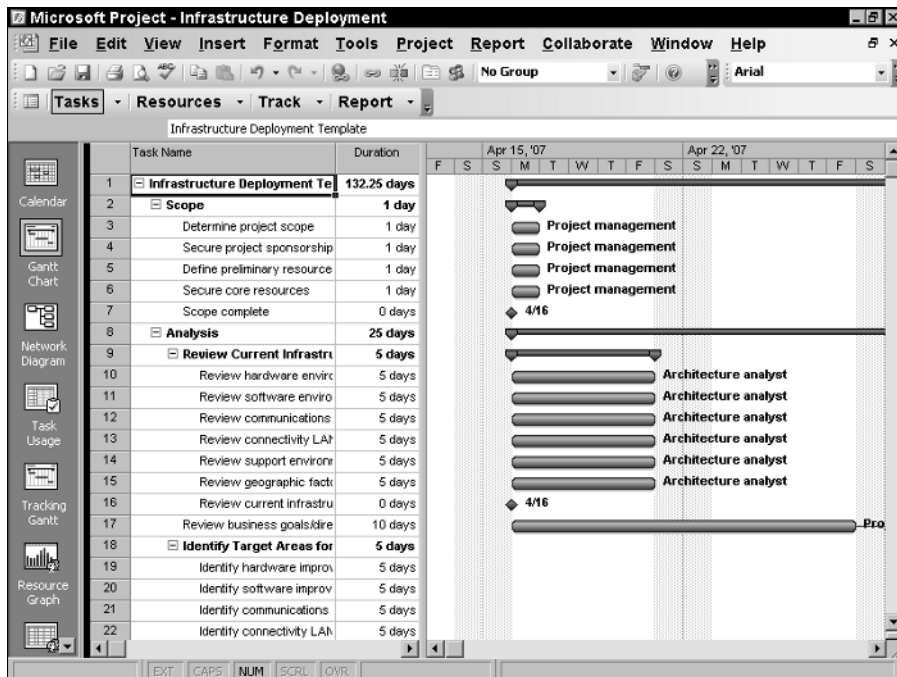 Microsoft Project - Infrastructure Deployment
File Edit View Insert Format Tools Project Report Collaborate Window Help
No Group Arial
Tasks Resources Track Report
Infrastructure Deployment Template
Task Name Duration Apr 15, '07 Apr 22, '07
F S S M T W T F S S M T W T F S
1 Infrastructure Deployment Te 132.25 days
2 Scope 1 day
3 Determine project scope 1 day Project management
4 Secure project sponsorship 1 day Project management
5 Define preliminary resource 1 day Project management
6 Secure core resources 1 day Project management
7 Scope complete 0 days 4/16
8 Analysis 25 days
9 Review Current Infrastru 5 days
10 Review hardware enviro 5 days Architecture analyst
11 Review software enviro 5 days Architecture analyst
12 Review communications 5 days Architecture analyst
13 Review connectivity LAN 5 days Architecture analyst
14 Review support environm 5 days Architecture analyst
15 Review geographic facto 5 days Architecture analyst
16 Review current infrastru 0 days 4/16
17 Review business goals/dire 10 days Pro
18 Identify Target Areas for 5 days
19 Identify hardware improv 5 days
20 Identify software improv 5 days
21 Identify communications 5 days
22 Identify connectivity LAN 5 days
Calendar
Gantt
Chart
Network
Diagram
Task
Usage
Tracking
Gantt
Resource
Graph
EXT CAPS NUM SCRL OVR